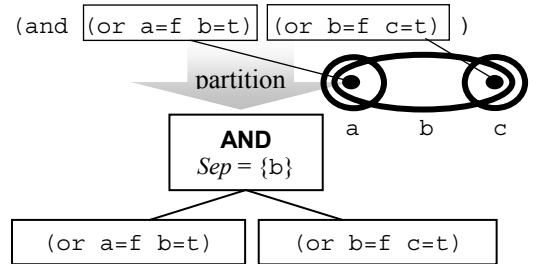 (and (or a=f b=t) (or b=f c=t) )
partition
a b c
AND
Sep = {b}
(or a=f b=t) (or b=f c=t)